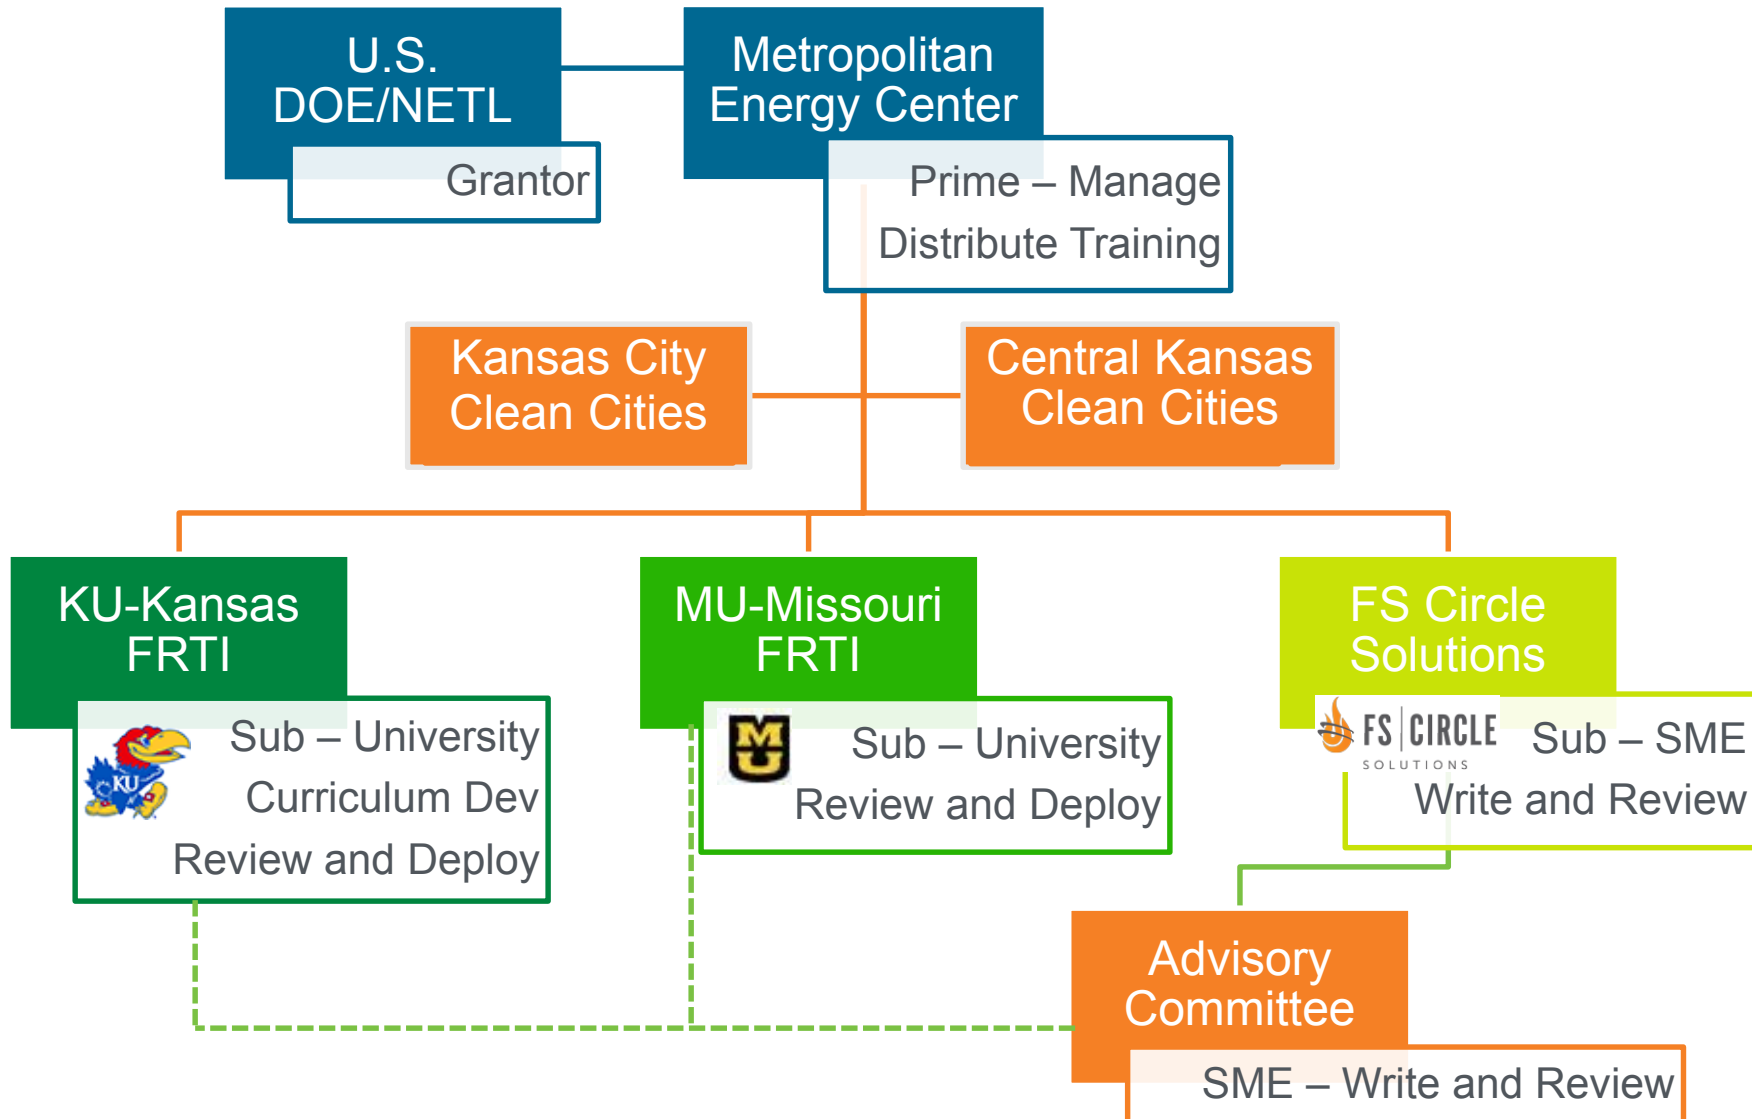 U.S.
DOE/NETL
Grantor
Metropolitan
Energy Center
Prime – Manage
Distribute Training
Kansas City
Clean Cities
Central Kansas
Clean Cities
KU-Kansas
FRTI
KU
Sub – University
Curriculum Dev
Review and Deploy
MU-Missouri
FRTI
MU
Sub – University
Review and Deploy
FS Circle
Solutions
FS CIRCLE
SOLUTIONS
Sub – SME
Write and Review
Advisory
Committee
SME – Write and Review